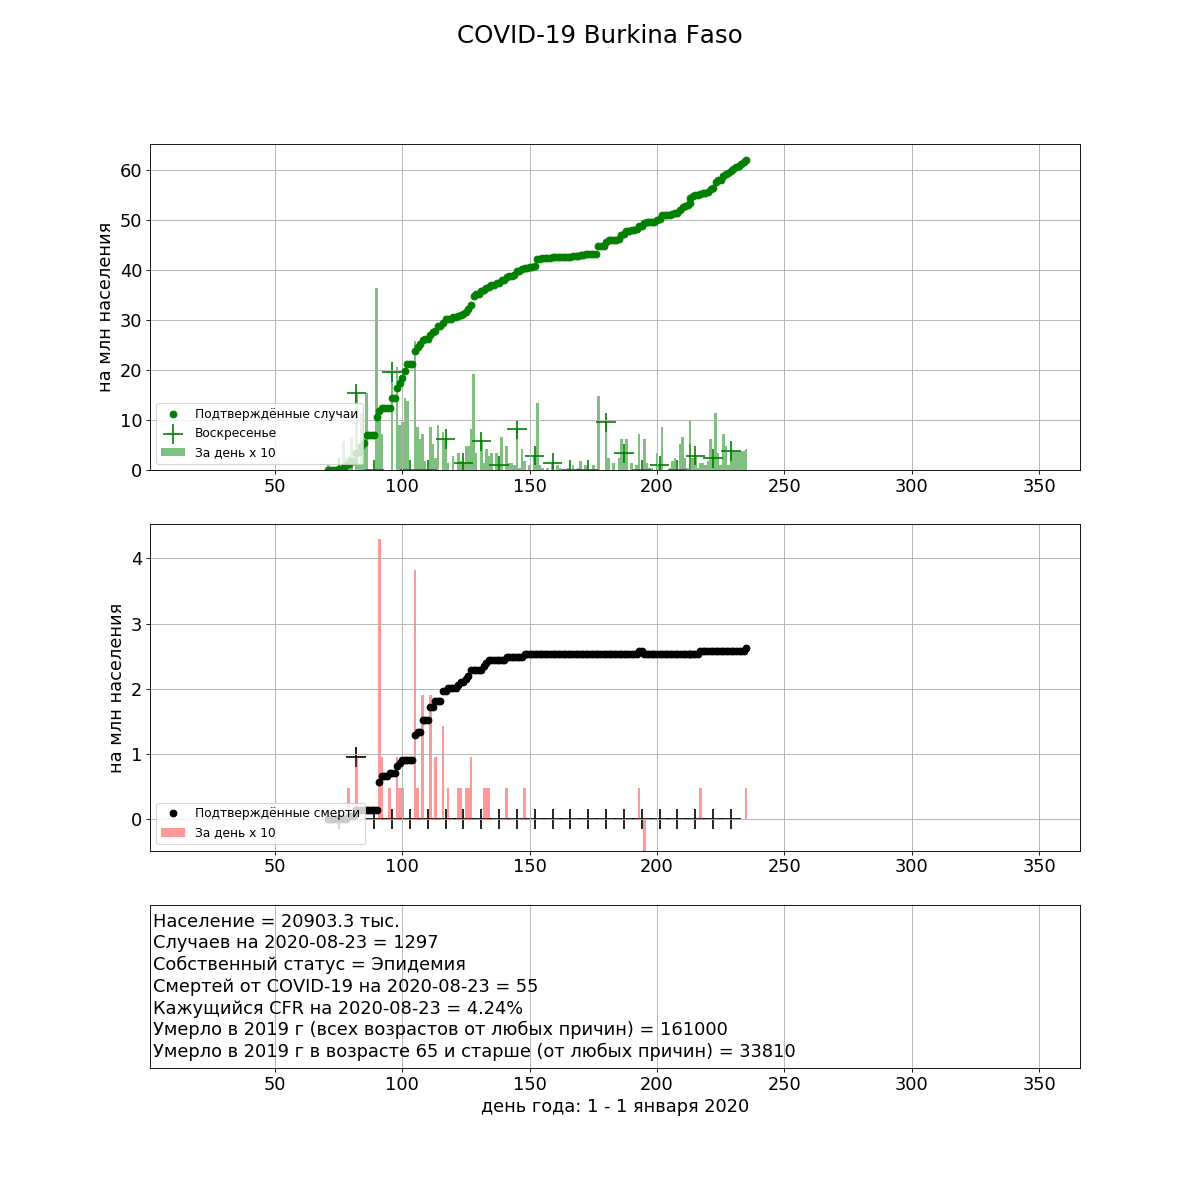 COVID-19 Burkina Faso
на млн населения
60
50
40
30
20
10
0
Подтверждённые случаи
Воскресенье
За день x 10
50 100 150 200 250 300 350
на млн населения
4
3
2
1
0
Подтверждённые смерти
За день x 10
50 100 150 200 250 300 350
Население = 20903.3 тыс.
Случаев на 2020-08-23 = 1297
Собственный статус = Эпидемия
Смертей от COVID-19 на 2020-08-23 = 55
Кажущийся CFR на 2020-08-23 = 4.24%
Умерло в 2019 г (всех возрастов от любых причин) = 161000
Умерло в 2019 г в возрасте 65 и старше (от любых причин) = 33810
50 100 150 200 250 300 350
день года: 1 - 1 января 2020